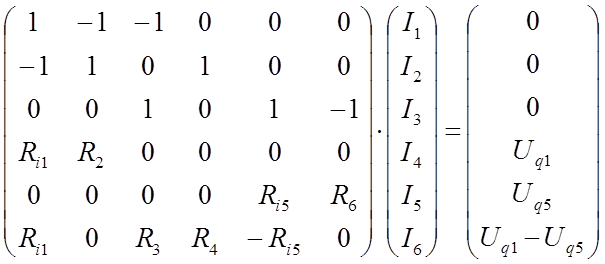 1 −1 −1 0 0 0 I1 0
−1 1 0 1 0 0 I2 0
0 0 1 0 1 −1 I3 0
Ri1 R2 0 0 0 0 · I4 = Uq1
0 0 0 0 Ri5 R6 I5 Uq5
Ri1 0 R3 R4 −Ri5 0 I6 Uq1−Uq5